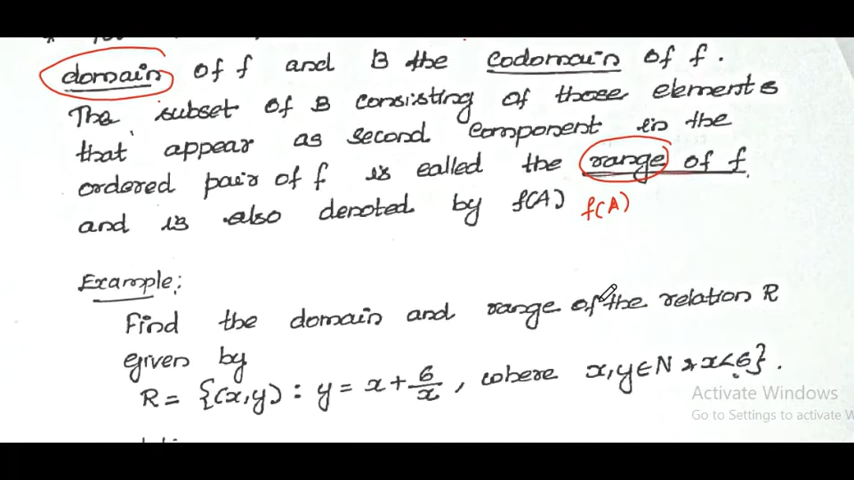 domain of f and B the codomain of f.
The subset of B consisting of those elements
that appear as second component in the
ordered pair of f is called the range of f
and is also denoted by f(A) f(A)
Example:
Find the domain and range of the relation R
given by
R = {(x,y) : y = x + 6/x, where x,y ∈ N & x<6}.
Activate Windows
Go to Settings to activate W